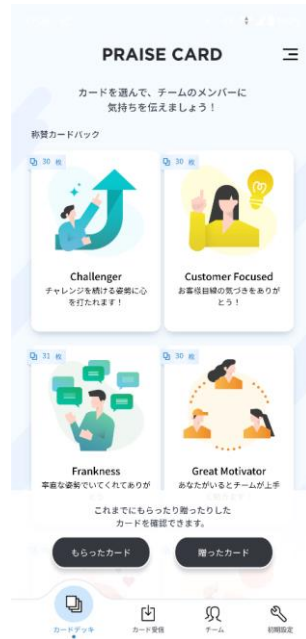 PRAISE CARD
カードを選んで、チームのメンバーに
気持ちを伝えましょう！
称賛カードパック
30 枚
30 枚
Challenger
チャレンジを続ける姿勢に心
を打たれます！
Customer Focused
お客様目線の気づきをありが
とう！
31 枚
30 枚
Frankness
率直な姿勢でいてくれてありが
Great Motivator
あなたがいるとチームが上手
これまでにもらったり贈ったりした
カードを確認できます。
もらったカード
贈ったカード
カードデッキ
カード受信
チーム
初期設定